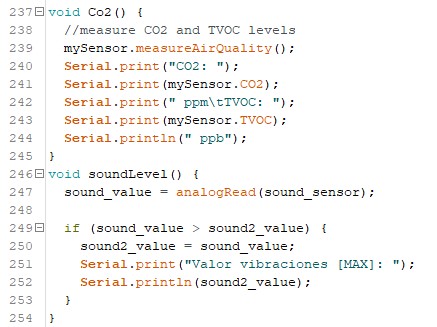 237 void Co2() {
238 //measure CO2 and TVOC levels
239 mySensor.measureAirQuality();
240 Serial.print("CO2: ");
241 Serial.print(mySensor.CO2);
242 Serial.print(" ppm\tTVOC: ");
243 Serial.print(mySensor.TVOC);
244 Serial.println(" ppb");
245 }
246 void soundLevel() {
247 sound_value = analogRead(sound_sensor);
248
249 if (sound_value > sound2_value) {
250 sound2_value = sound_value;
251 Serial.print("Valor vibraciones [MAX]: ");
252 Serial.println(sound2_value);
253 }
254 }